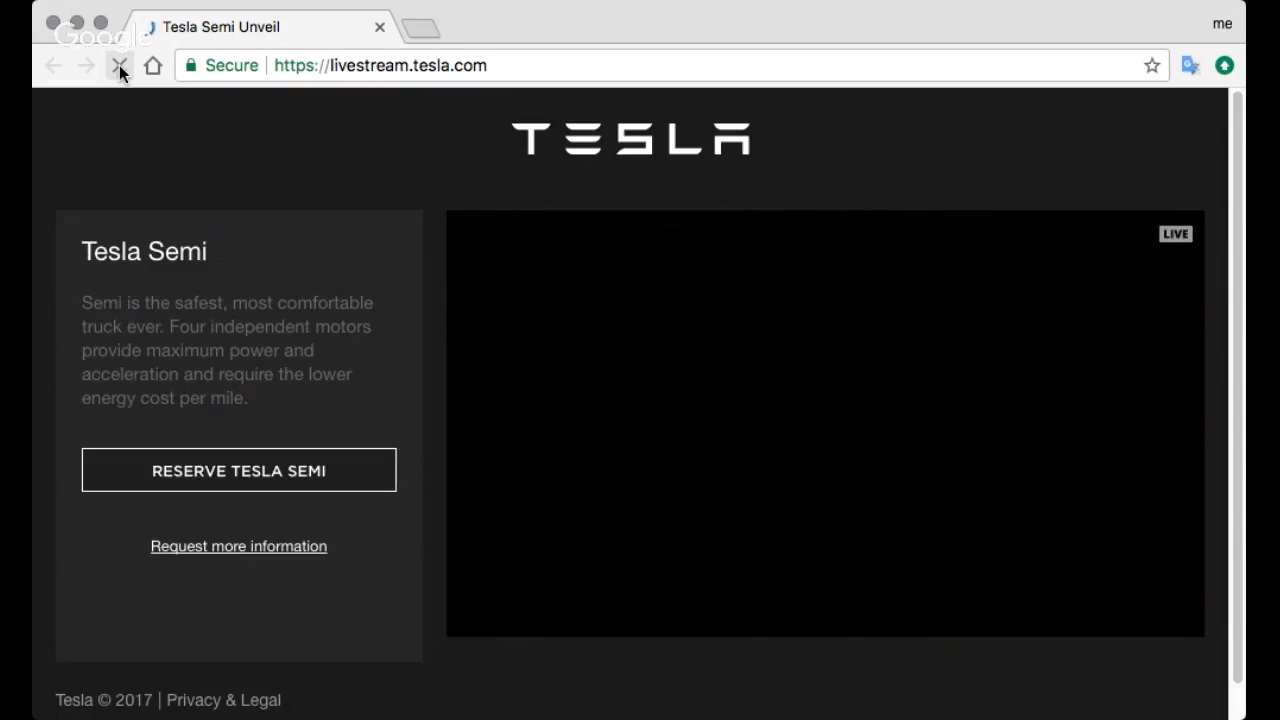 Tesla Semi Unveil
me
Google
Secure
https://livestream.tesla.com
TESLA
LIVE
Tesla Semi
Semi is the safest, most comfortable
truck ever. Four independent motors
provide maximum power and
acceleration and require the lower
energy cost per mile.
RESERVE TESLA SEMI
Request more information
Tesla © 2017 | Privacy & Legal